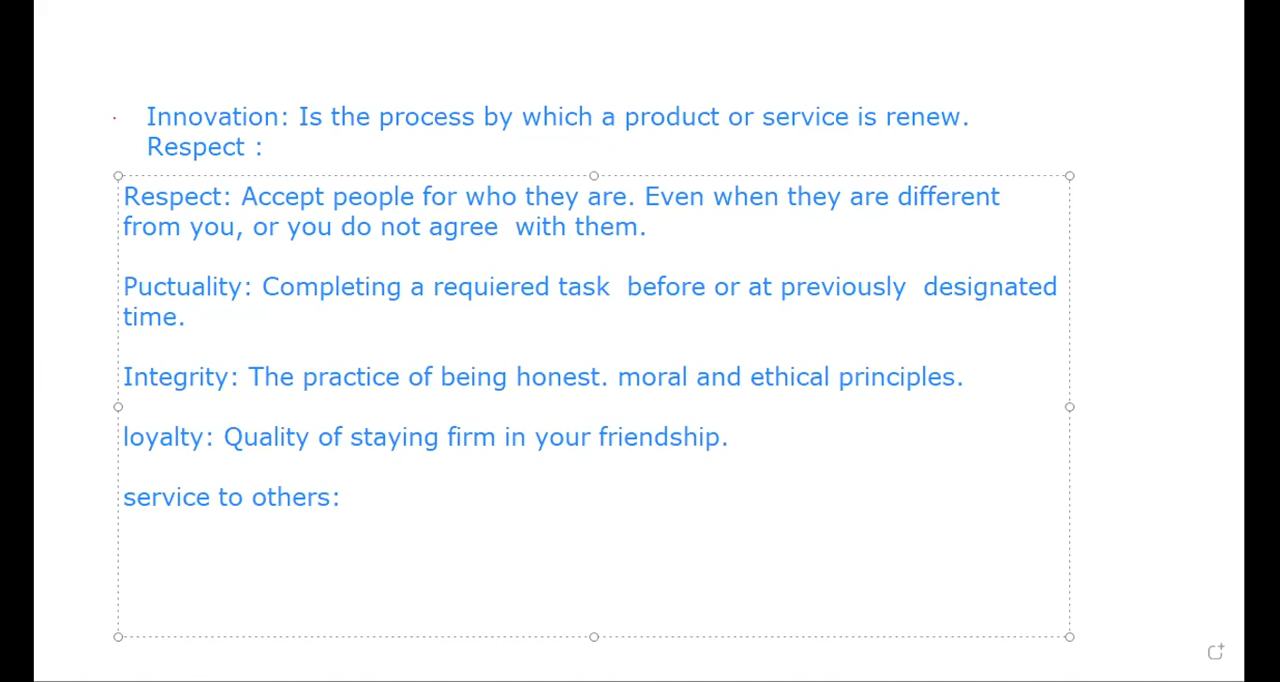 Innovation: Is the process by which a product or service is renew.
Respect :
Respect: Accept people for who they are. Even when they are different
from you, or you do not agree  with them.
Puctuality: Completing a requiered task  before or at previously  designated
time.
Integrity: The practice of being honest. moral and ethical principles.
loyalty: Quality of staying firm in your friendship.
service to others: